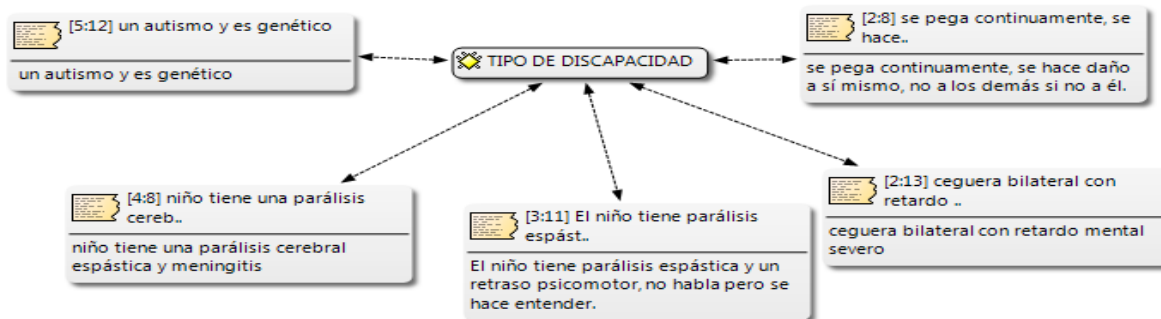 [5:12] un autismo y es genético
un autismo y es genético
TIPO DE DISCAPACIDAD
[2:8] se pega continuamente, se
hace..
se pega continuamente, se hace daño
a sí mismo, no a los demás si no a él.
[4:8] niño tiene una parálisis
cereb..
niño tiene una parálisis cerebral
espástica y meningitis
[3:11] El niño tiene parálisis
espást..
El niño tiene parálisis espástica y un
retraso psicomotor, no habla pero se
hace entender.
[2:13] ceguera bilateral con
retardo ..
ceguera bilateral con retardo mental
severo